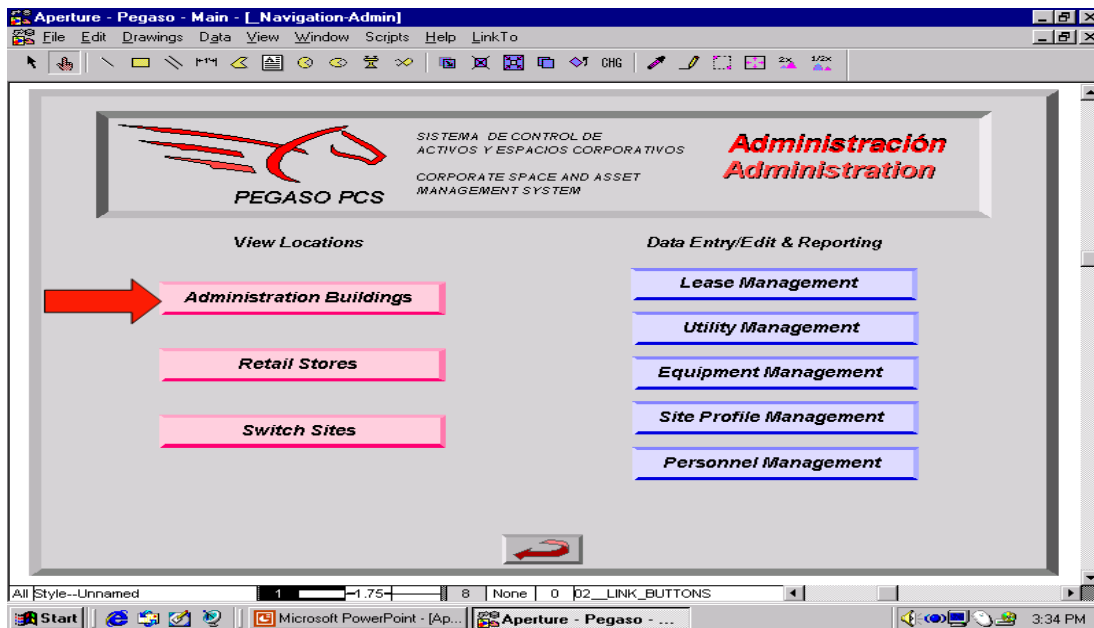 Aperture - Pegaso - Main - [_Navigation-Admin]
File Edit Drawings Data View Window Scripts Help LinkTo
CHG 2x 1/2x
SISTEMA DE CONTROL DE
ACTIVOS Y ESPACIOS CORPORATIVOS
CORPORATE SPACE AND ASSET
MANAGEMENT SYSTEM
PEGASO PCS
Administración
Administration
View Locations
Administration Buildings
Retail Stores
Switch Sites
Data Entry/Edit & Reporting
Lease Management
Utility Management
Equipment Management
Site Profile Management
Personnel Management
All Style--Unnamed 1 1.75 8 None 0 02__LINK_BUTTONS
Start Microsoft PowerPoint - [Ap... Aperture - Pegaso - ... 3:34 PM